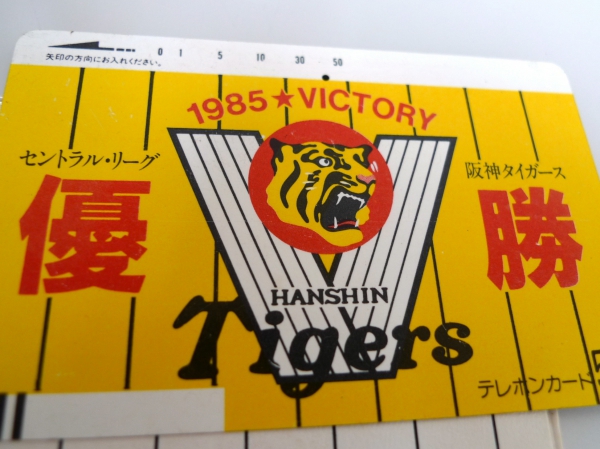 0 1 5 10 30 50
矢印の方向にお入れください。
1985★VICTORY
セントラル・リーグ
優
阪神タイガース
勝
HANSHIN
Tigers
テレホンカード